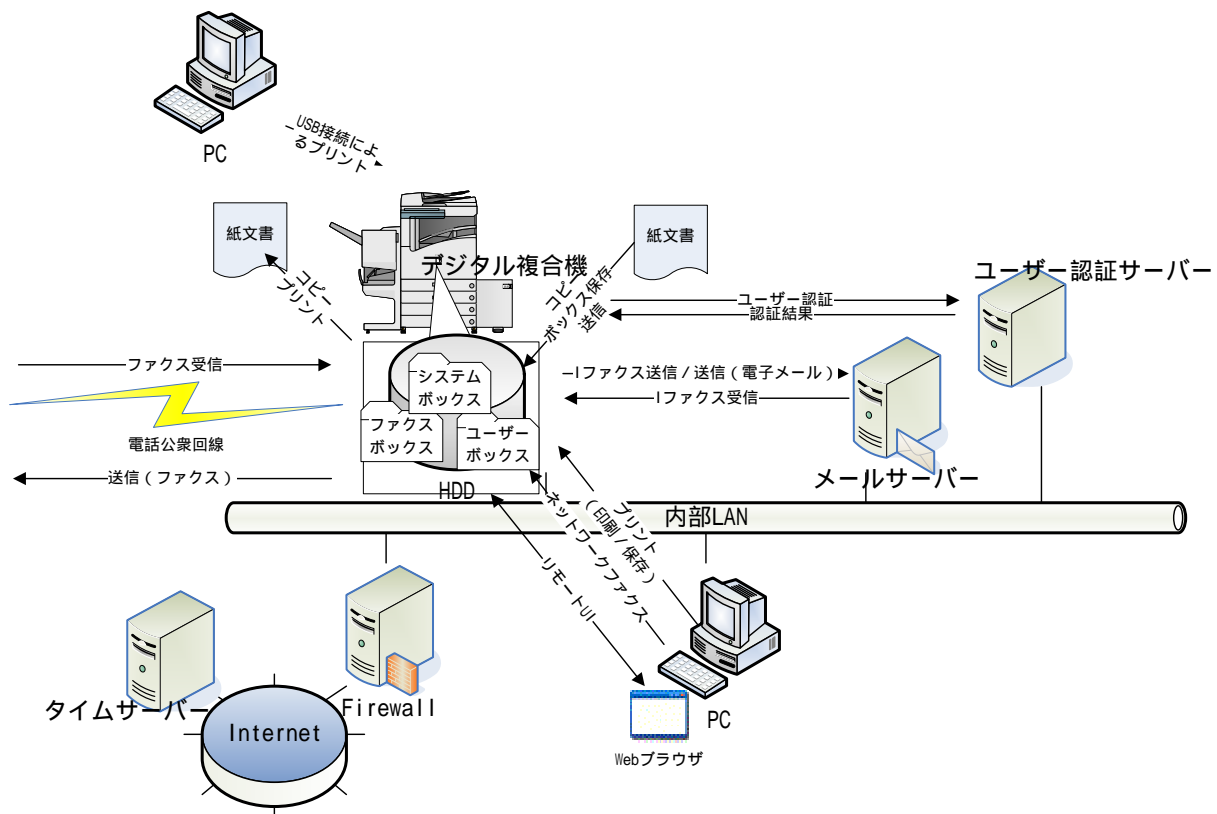 PC
USB接続によ
るプリント
紙文書
紙文書
デジタル複合機
コピー
プリント
コピー
ボックス保存
送信
ユーザー認証サーバー
ユーザー認証
認証結果
ファクス受信
システム
ボックス
Iファクス送信/送信(電子メール)
Iファクス受信
ファクス
ボックス
ユーザー
ボックス
電話公衆回線
送信(ファクス)
HDD
メールサーバー
内部LAN
プリント
(印刷/保存)
ネットワークファクス
リモートUI
タイムサーバー
Firewall
Internet
PC
Webブラウザ